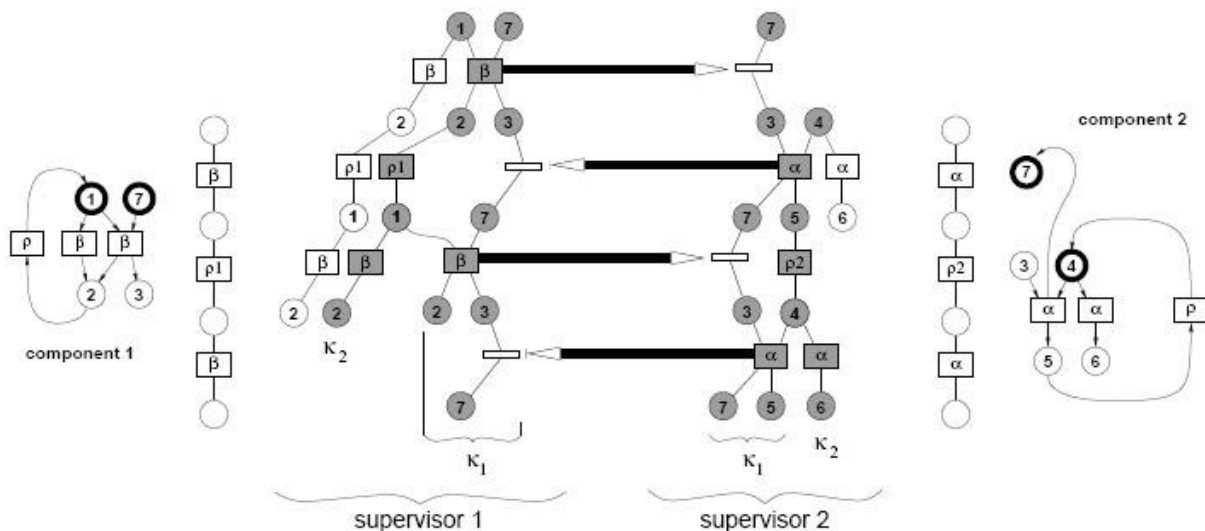 1 7 7
β β
2 2 3 3 4
component 2
β α
ρ1 ρ1 α α 7
1 7 1 1 7 7 5 6
ρ β β ρ1 β β β ρ2 ρ2 3 4
2 3 2 2 2 3 3 4 α α ρ
component 1 κ2
β α α α 5 6
7 7 5 6
κ1 κ1 κ2
supervisor 1 supervisor 2